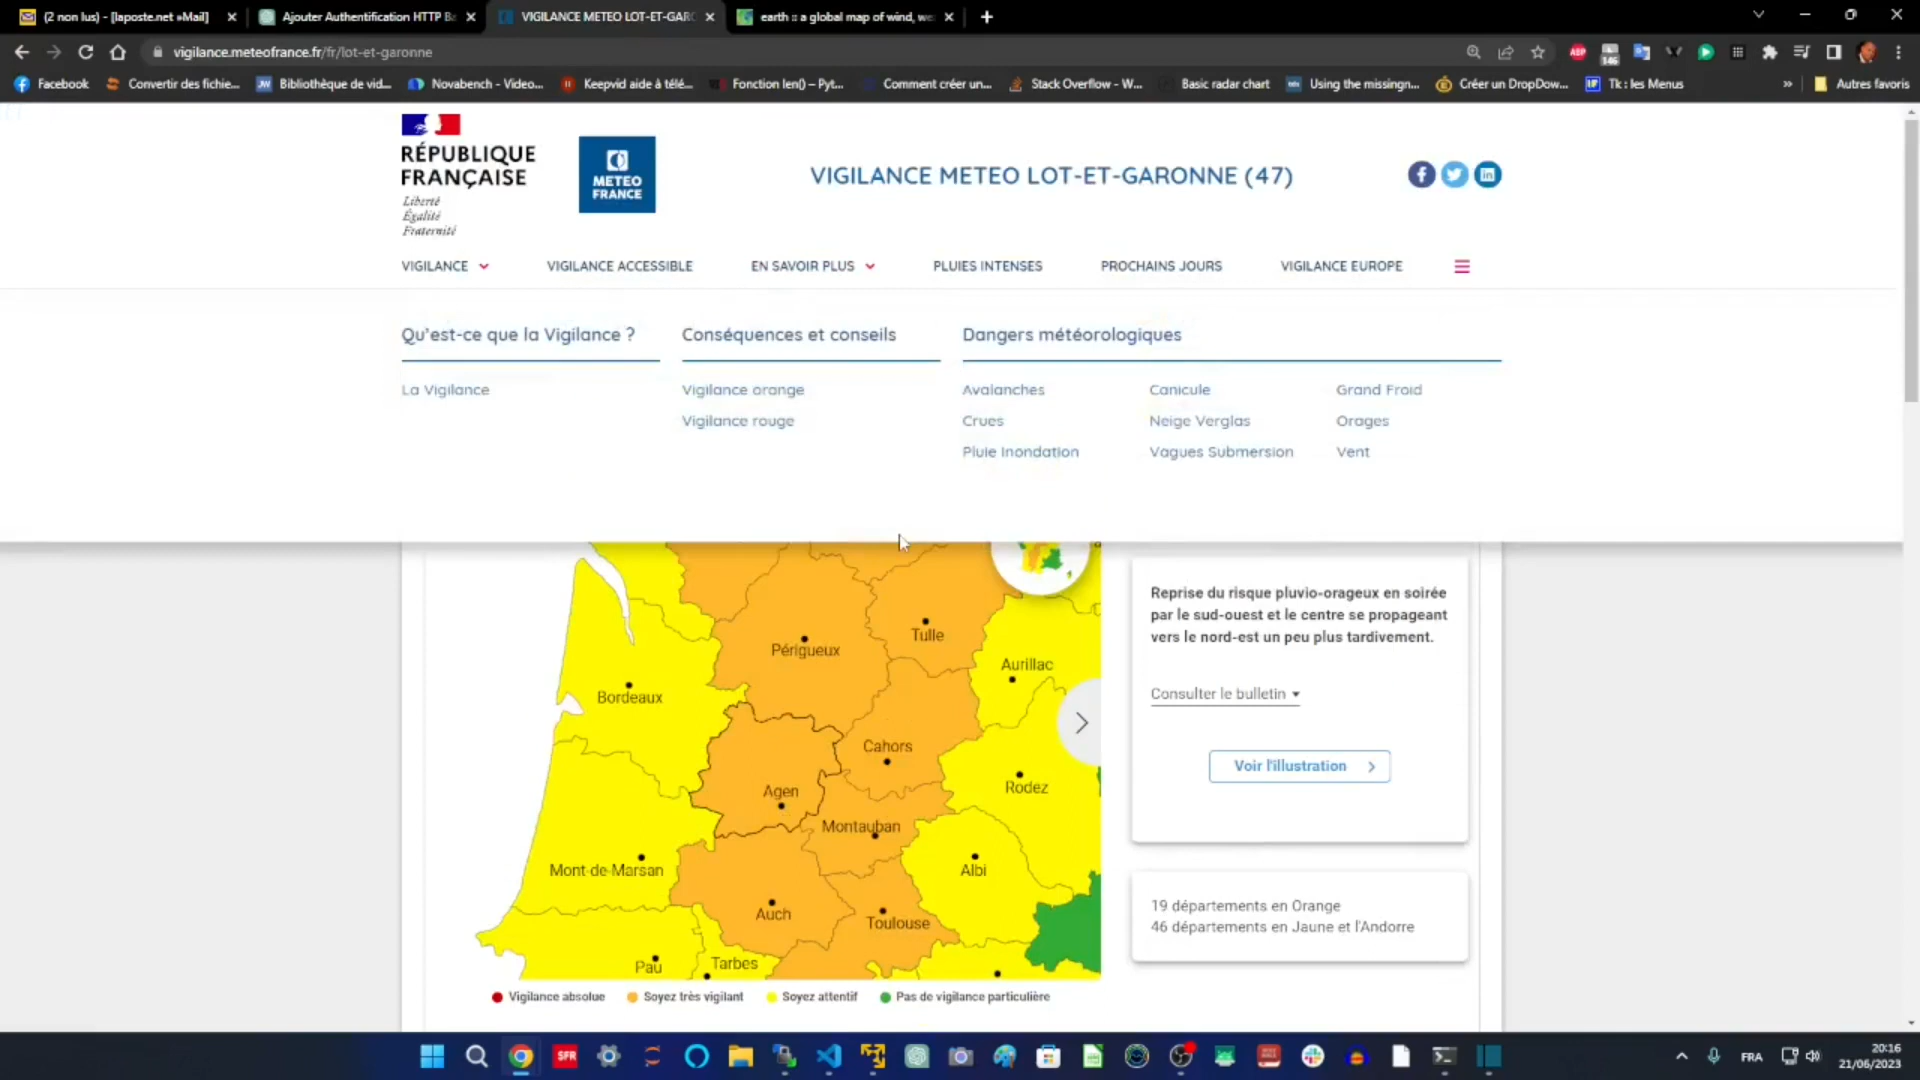 (2 non lus) - [laposte.net »Mail]
Ajouter Authentification HTTP Ba
VIGILANCE METEO LOT-ET-GARO
earth :: a global map of wind, we
vigilance.meteofrance.fr/fr/lot-et-garonne
ABP
146
Facebook
Convertir des fichie...
Bibliothèque de vid...
Novabench - Video...
Keepvid aide à télé...
Fonction len() – Pyt...
Comment créer un...
Stack Overflow - W...
Basic radar chart
Using the missingn...
Créer un DropDow...
Tk : les Menus
»
Autres favoris
RÉPUBLIQUE
FRANÇAISE
Liberté
Égalité
Fraternité
METEO
FRANCE
VIGILANCE METEO LOT-ET-GARONNE (47)
VIGILANCE
VIGILANCE ACCESSIBLE
EN SAVOIR PLUS
PLUIES INTENSES
PROCHAINS JOURS
VIGILANCE EUROPE
Qu'est-ce que la Vigilance ?
Conséquences et conseils
Dangers météorologiques
La Vigilance
Vigilance orange
Avalanches
Canicule
Grand Froid
Vigilance rouge
Crues
Neige Verglas
Orages
Pluie Inondation
Vagues Submersion
Vent
Reprise du risque pluvio-orageux en soirée
par le sud-ouest et le centre se propageant
vers le nord-est un peu plus tardivement.
Consulter le bulletin
Voir l'illustration
19 départements en Orange
46 départements en Jaune et l'Andorre
Tulle
Périgueux
Aurillac
Bordeaux
Cahors
Rodez
Agen
Montauban
Mont-de-Marsan
Albi
Auch
Toulouse
Pau
Tarbes
Vigilance absolue
Soyez très vigilant
Soyez attentif
Pas de vigilance particulière
SFR
FRA
20:16
21/06/2023